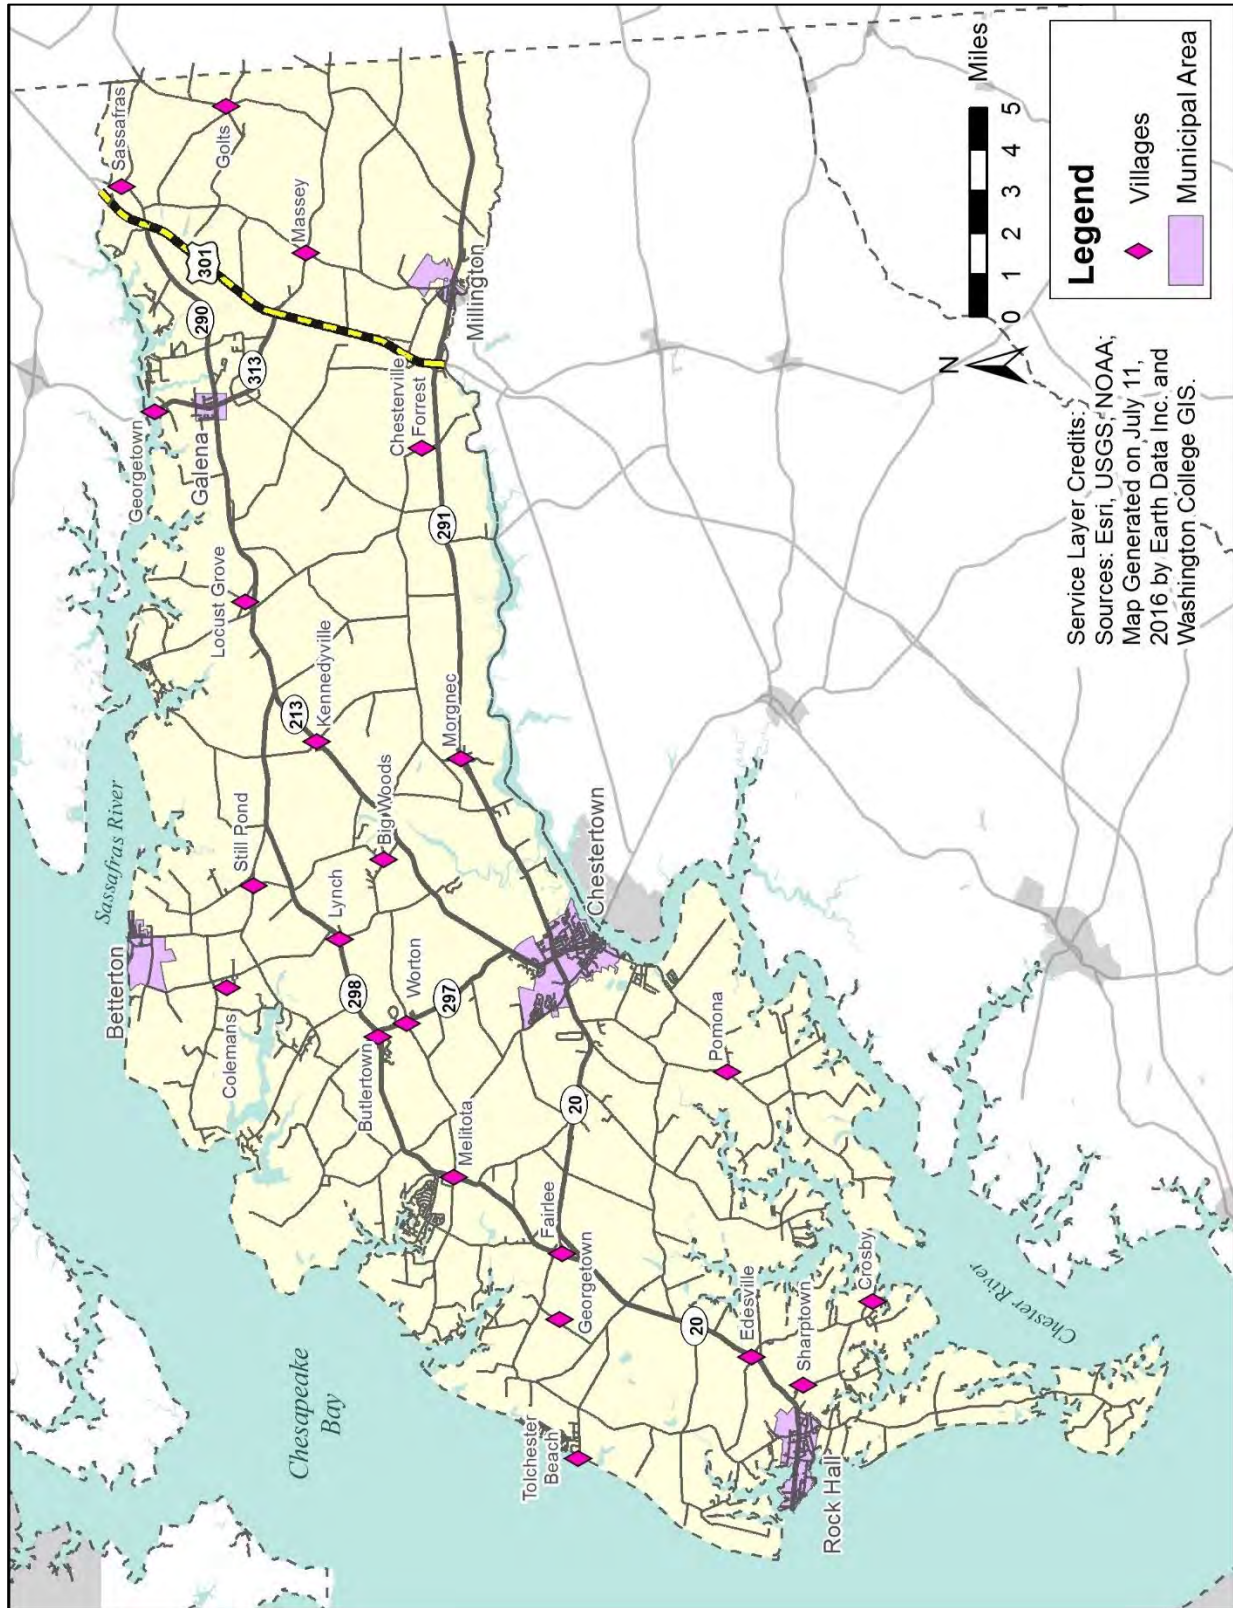 Sassafras
Golts
301
290
Massey
313
Georgetown
Galena
Millington
Chesterville
Forrest
291
Locust Grove
213
Kennedyville
Morgnec
Sassafras River
Still Pond
Big Woods
Lynch
Betterton
Colemans
298
Worton
297
Butlertown
Chestertown
Melitota
20
Pomona
Fairlee
Georgetown
Chesapeake
Bay
Tolchester
Beach
20
Edesville
Sharptown
Crosby
Chester River
Rock Hall
N
0 1 2 3 4 5
Miles
Service Layer Credits:
Sources: Esri, USGS, NOAA;
Map Generated on July 11,
2016 by Earth Data Inc. and
Washington College GIS.
Legend
Villages
Municipal Area